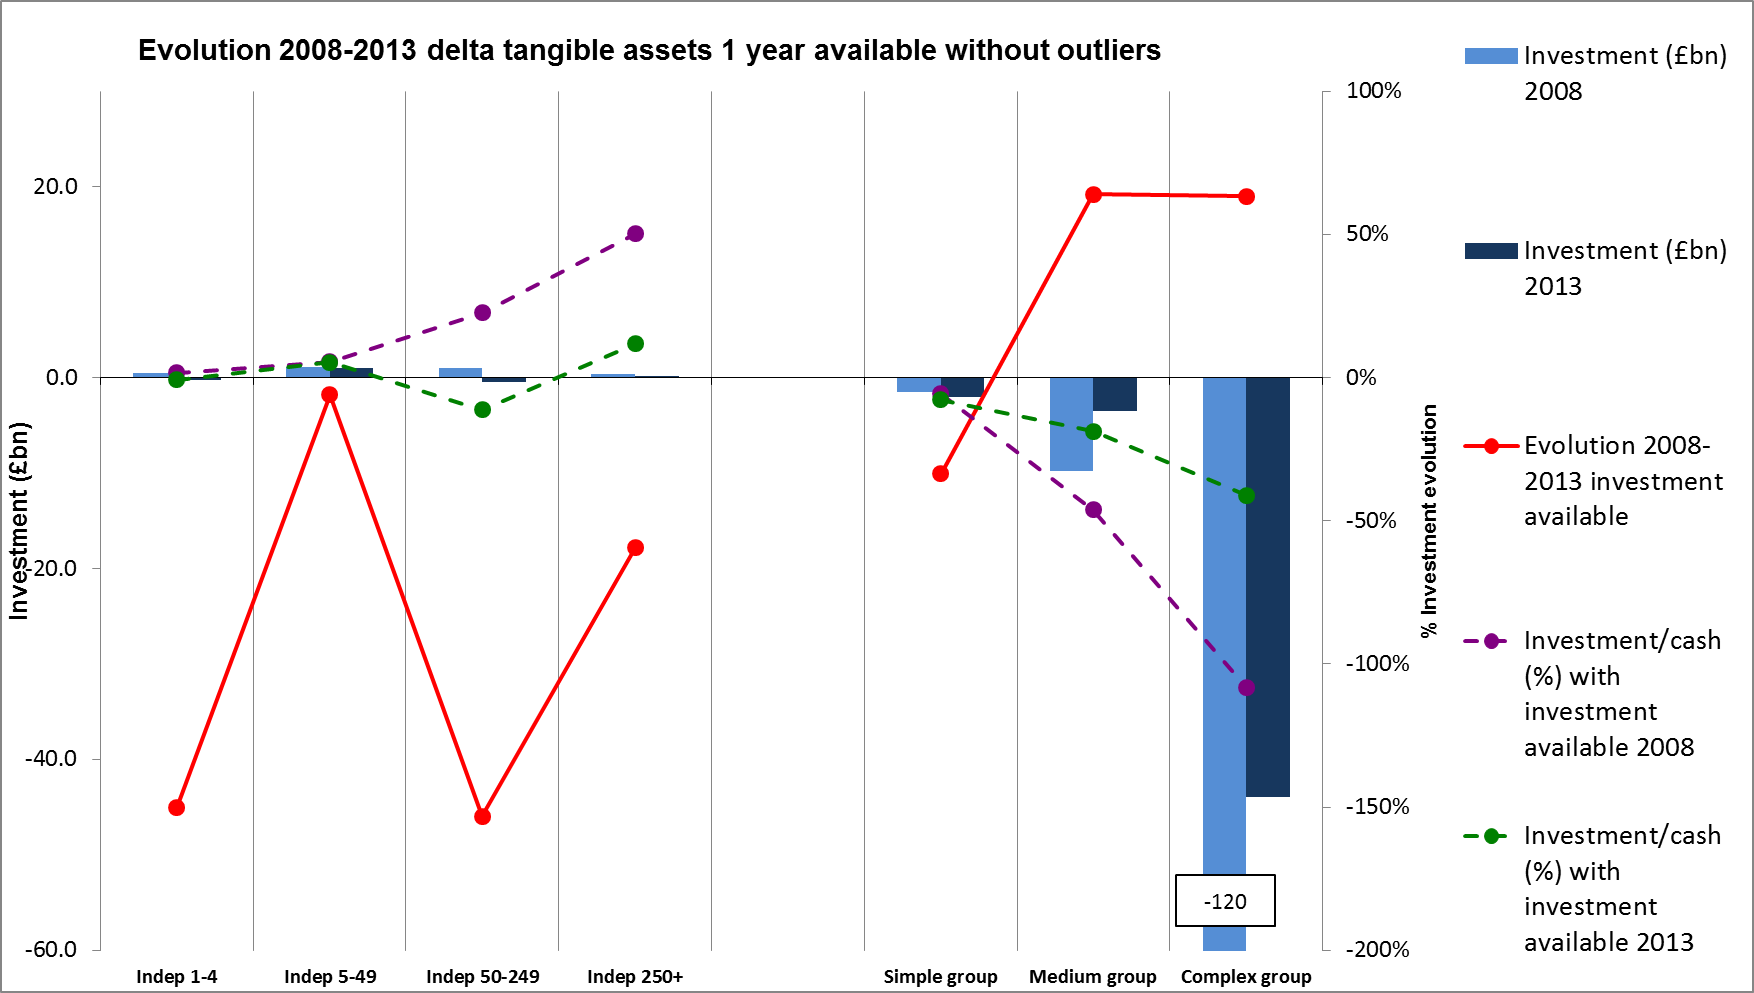 Evolution 2008-2013 delta tangible assets 1 year available without outliers
Investment (£bn)
20.0
0.0
-20.0
-40.0
-60.0
100%
50%
0%
-50%
-100%
-150%
-200%
% Investment evolution
-120
Indep 1-4
Indep 5-49
Indep 50-249
Indep 250+
Simple group
Medium group
Complex group
Investment (£bn)
2008
Investment (£bn)
2013
Evolution 2008-
2013 investment
available
Investment/cash
(%) with
investment
available 2008
Investment/cash
(%) with
investment
available 2013